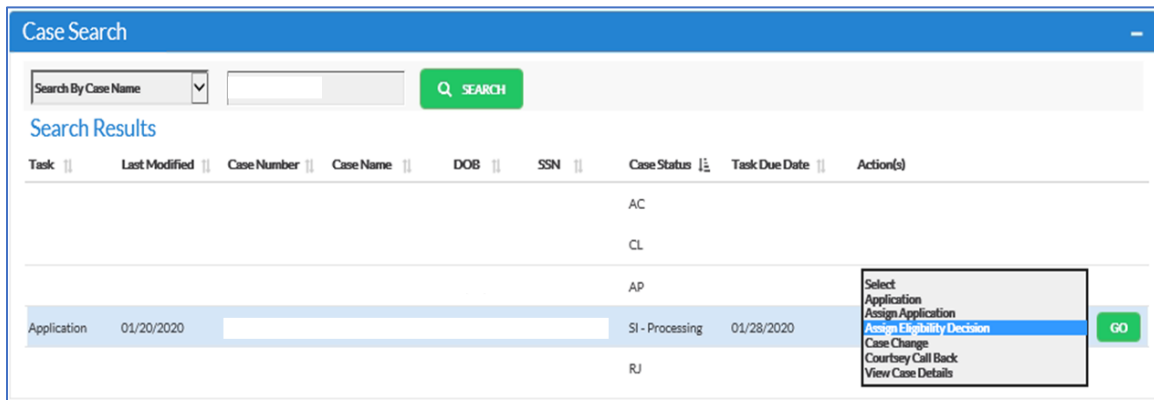 Case Search
Search By Case Name
SEARCH
Search Results
Task Last Modified Case Number Case Name DOB SSN Case Status Task Due Date Action(s)
AC
CL
AP
Select
Application
Assign Application
Application 01/20/2020 SI - Processing 01/28/2020 Assign Eligibility Decision GO
Case Change
Courtsey Call Back
RJ
View Case Details